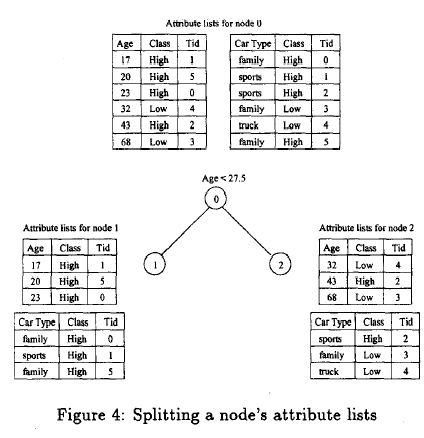 Attribute lists for node 0
Age Class Tid
17 High 1
20 High 5
23 High 0
32 Low 4
43 High 2
68 Low 3
Car Type Class Tid
family High 0
sports High 1
sports High 2
family Low 3
truck Low 4
family High 5
Age < 27.5
0
1
2
Attribute lists for node 1
Age Class Tid
17 High 1
20 High 5
23 High 0
Car Type Class Tid
family High 0
sports High 1
family High 5
Attribute lists for node 2
Age Class Tid
32 Low 4
43 High 2
68 Low 3
Car Type Class Tid
sports High 2
family Low 3
truck Low 4
Figure 4: Splitting a node's attribute lists